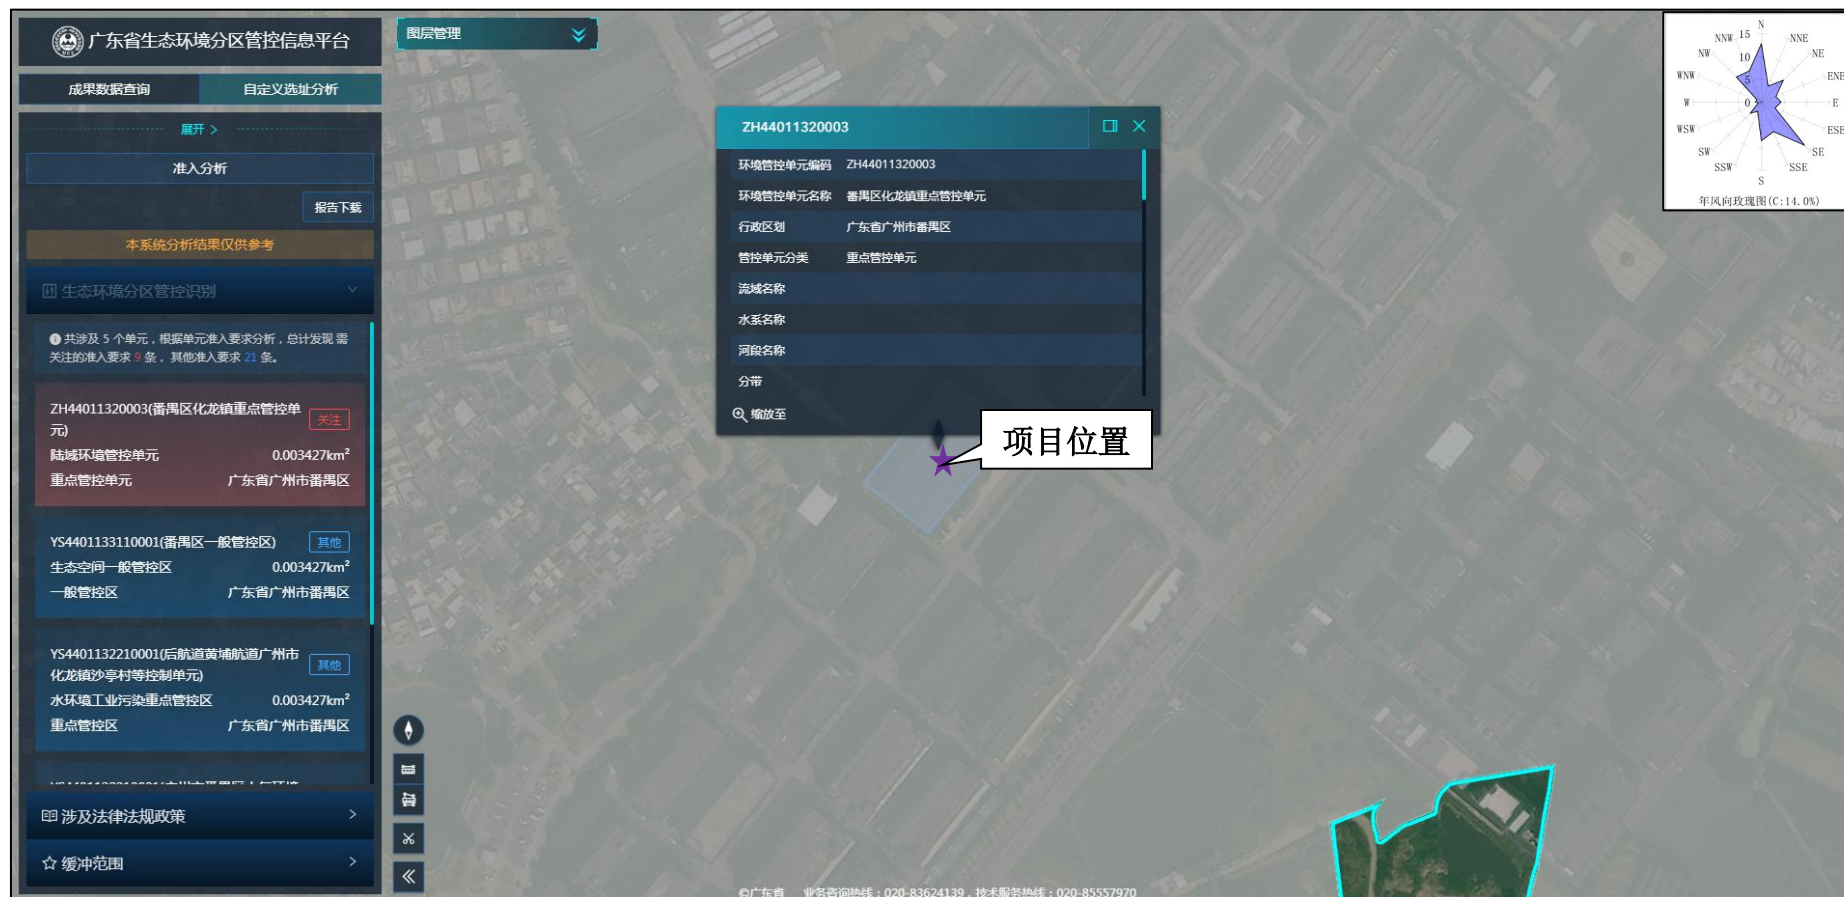 广东省生态环境分区管控信息平台
成果数据查询
自定义选址分析
展开 >
准入分析
报告下载
本系统分析结果仅供参考
生态环境分区管控识别
共涉及 5 个单元，根据单元准入要求分析，总计发现 需
关注的准入要求 9 条， 其他准入要求 21 条。
ZH44011320003(番禺区化龙镇重点管控单
元)
关注
陆域环境管控单元 0.003427km²
重点管控单元 广东省广州市番禺区
YS4401133110001(番禺区一般管控区)
其他
生态空间一般管控区 0.003427km²
一般管控区 广东省广州市番禺区
YS4401132210001(后航道黄埔航道广州市
化龙镇沙亭村等控制单元)
其他
水环境工业污染重点管控区 0.003427km²
重点管控区 广东省广州市番禺区
涉及法律法规政策
缓冲范围
图层管理
ZH44011320003
环境管控单元编码 ZH44011320003
环境管控单元名称 番禺区化龙镇重点管控单元
行政区划 广东省广州市番禺区
管控单元分类 重点管控单元
流域名称
水系名称
河段名称
分带
缩放至
项目位置
N
NNW 15 NNE
NW 10 NE
WNW 5 ENE
W 0 E
WSW ESE
SW SE
SSW SSE
S
年风向玫瑰图(C:14.0%)
©广东省 业务咨询热线：020-83624139，技术服务热线：020-85557970